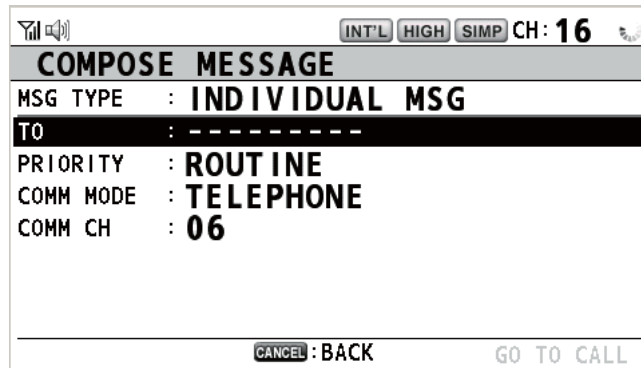 INT'L HIGH SIMP CH: 16
COMPOSE MESSAGE
MSG TYPE : INDIVIDUAL MSG
TO : ---------
PRIORITY : ROUTINE
COMM MODE : TELEPHONE
COMM CH : 06
CANCEL : BACK GO TO CALL